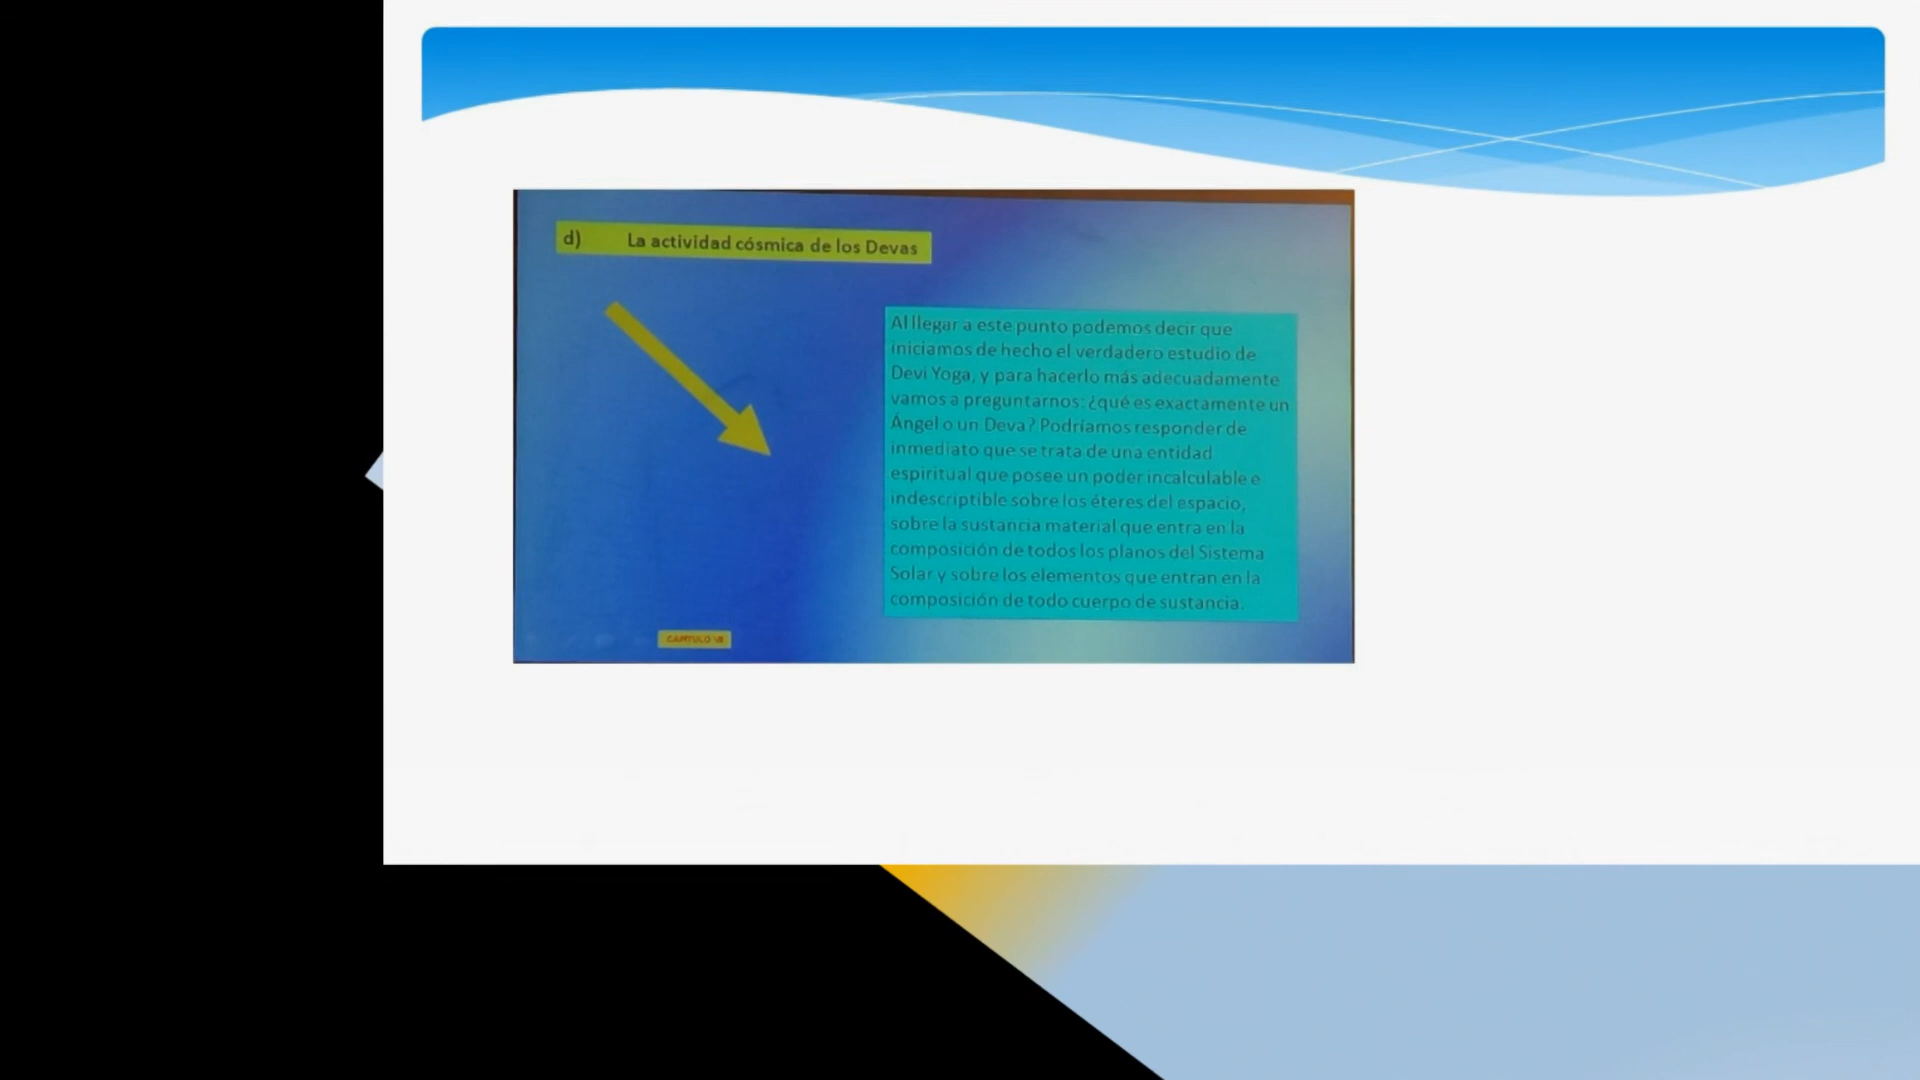 d) La actividad cósmica de los Devas
Al llegar a este punto podemos decir que
iniciamos de hecho el verdadero estudio de
Devi Yoga, y para hacerlo más adecuadamente
vamos a preguntarnos: ¿qué es exactamente un
Ángel o un Deva? Podríamos responder de
inmediato que se trata de una entidad
espiritual que posee un poder incalculable e
indescriptible sobre los éteres del espacio,
sobre la sustancia material que entra en la
composición de todos los planos del Sistema
Solar y sobre los elementos que entran en la
composición de todo cuerpo de sustancia.
CAPITULO VII